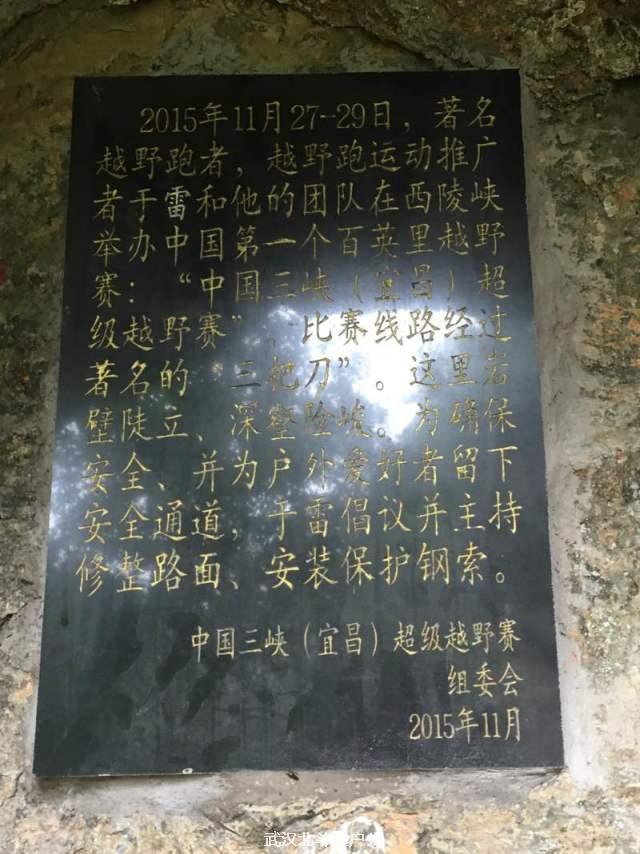 2015年11月27-29日，著名
越野跑者，越野跑运动推广
者于雷和他的团队在西陵峡
举办中国第一个百英里越野
赛：“中国三峡（宜昌）超
级越野赛”，比赛线路经过
著名的“三把刀”。这里岩
壁陡立、深壑险峻。为确保
安全、并为户外爱好者留下
安全通道，于雷倡议并主持
修整路面、安装保护钢索。
中国三峡（宜昌）超级越野赛
组委会
2015年11月
武汉北